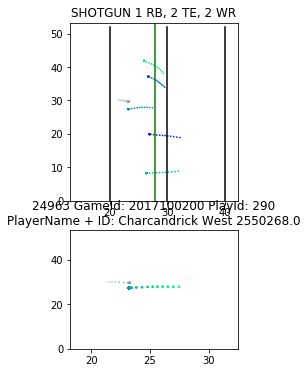 SHOTGUN 1 RB, 2 TE, 2 WR
50
40
30
20
10
0
20 30 40
24963 GameId: 2017100200 PlayId: 290
PlayerName + ID: Charcandrick West 2550268.0
40
20
0
20 25 30